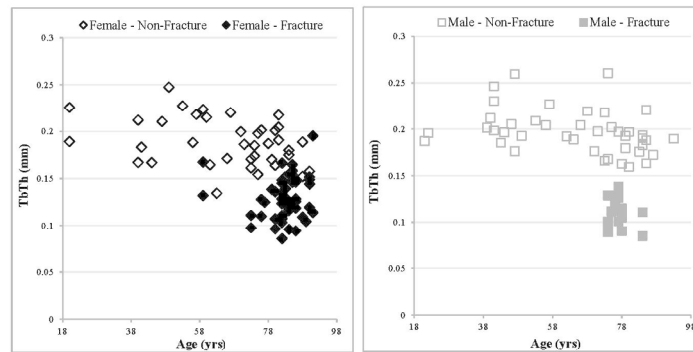 Female - Non-Fracture Female - Fracture
0.3
0.25
0.2
0.15
0.1
0.05
0
TbTh (mm)
18 38 58 78 98
Age (yrs)
Male - Non-Fracture Male - Fracture
0.3
0.25
0.2
0.15
0.1
0.05
0
TbTh (mm)
18 38 58 78 98
Age (yrs)